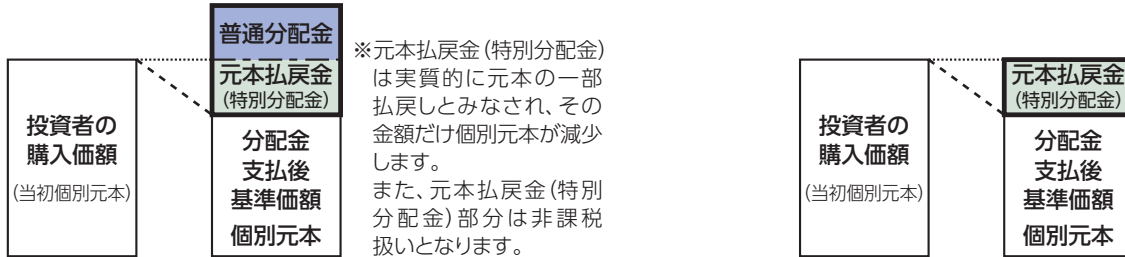 投資者の
購入価額
(当初個別元本)
普通分配金
元本払戻金
(特別分配金)
分配金
支払後
基準価額
個別元本
※元本払戻金(特別分配金)
は実質的に元本の一部
払戻しとみなされ、その
金額だけ個別元本が減少
します。
また、元本払戻金(特別
分配金)部分は非課税
扱いとなります。
投資者の
購入価額
(当初個別元本)
元本払戻金
(特別分配金)
分配金
支払後
基準価額
個別元本